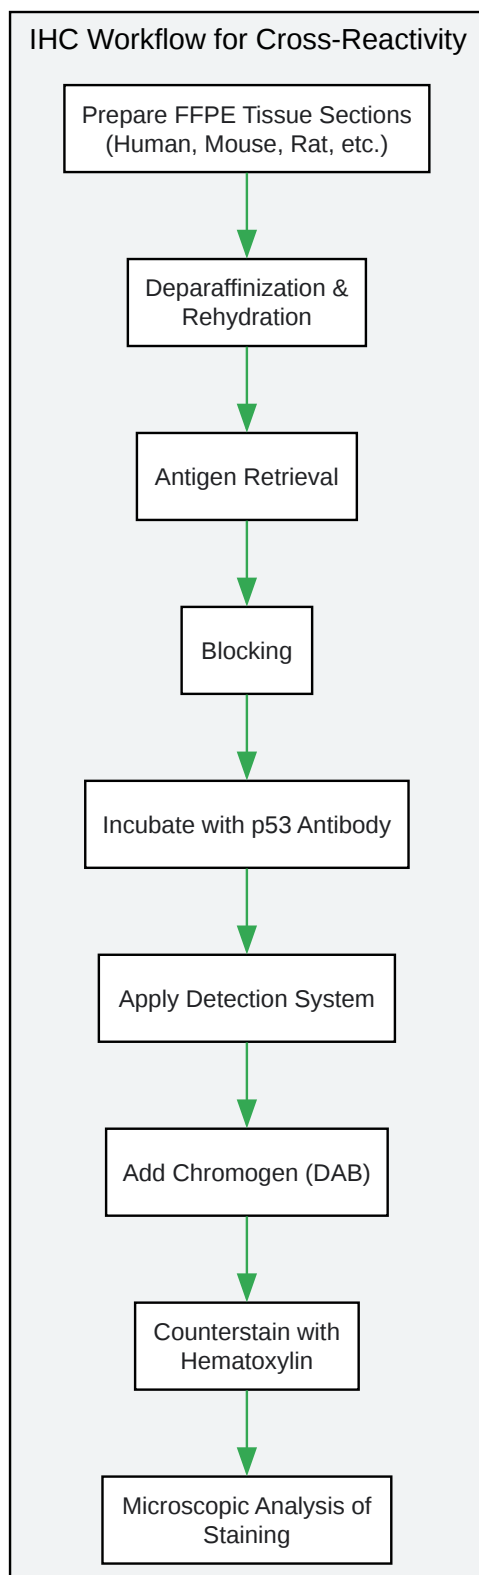 IHC Workflow for Cross-Reactivity
Prepare FFPE Tissue Sections
(Human, Mouse, Rat, etc.)
Deparaffinization &
Rehydration
Antigen Retrieval
Blocking
Incubate with p53 Antibody
Apply Detection System
Add Chromogen (DAB)
Counterstain with
Hematoxylin
Microscopic Analysis of
Staining